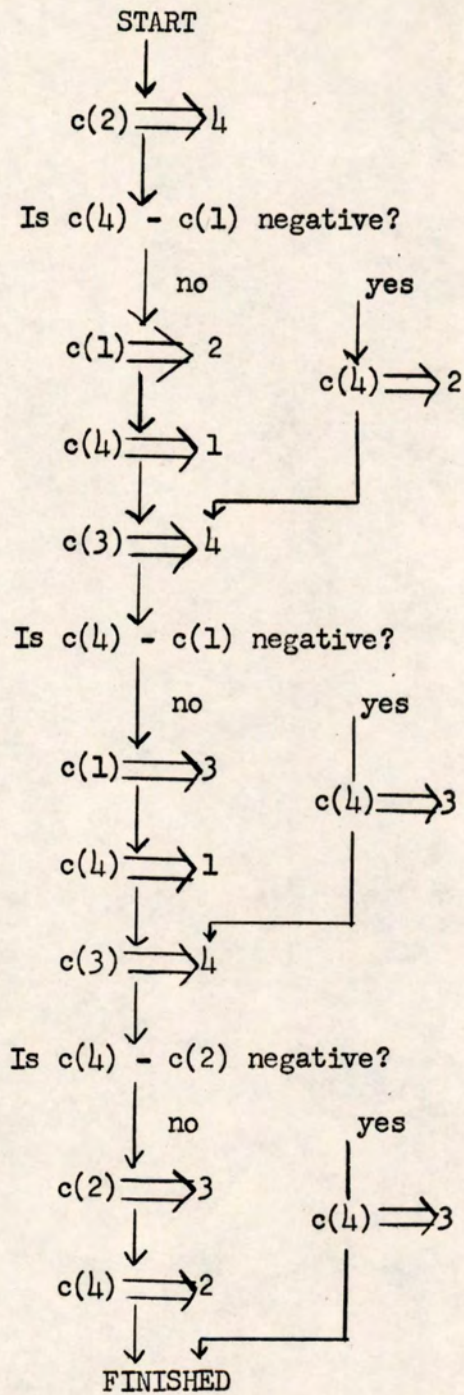 START
c(2) ⇒ 4
Is c(4) - c(1) negative?
no yes
c(1) ⇒ 2
c(4) ⇒ 2
c(4) ⇒ 1
c(3) ⇒ 4
Is c(4) - c(1) negative?
no yes
c(1) ⇒ 3
c(4) ⇒ 3
c(4) ⇒ 1
c(3) ⇒ 4
Is c(4) - c(2) negative?
no yes
c(2) ⇒ 3
c(4) ⇒ 3
c(4) ⇒ 2
FINISHED